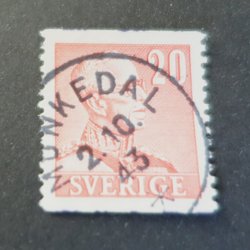 20
MUNKEDAL
2.10.
43
SVERIGE